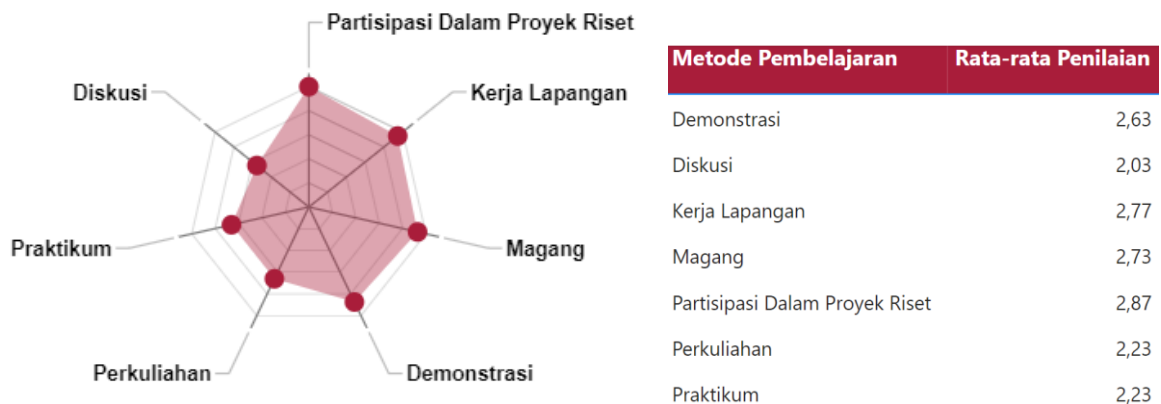 Partisipasi Dalam Proyek Riset
Kerja Lapangan
Magang
Demonstrasi
Perkuliahan
Praktikum
Diskusi
Metode Pembelajaran Rata-rata Penilaian
Demonstrasi 2,63
Diskusi 2,03
Kerja Lapangan 2,77
Magang 2,73
Partisipasi Dalam Proyek Riset 2,87
Perkuliahan 2,23
Praktikum 2,23